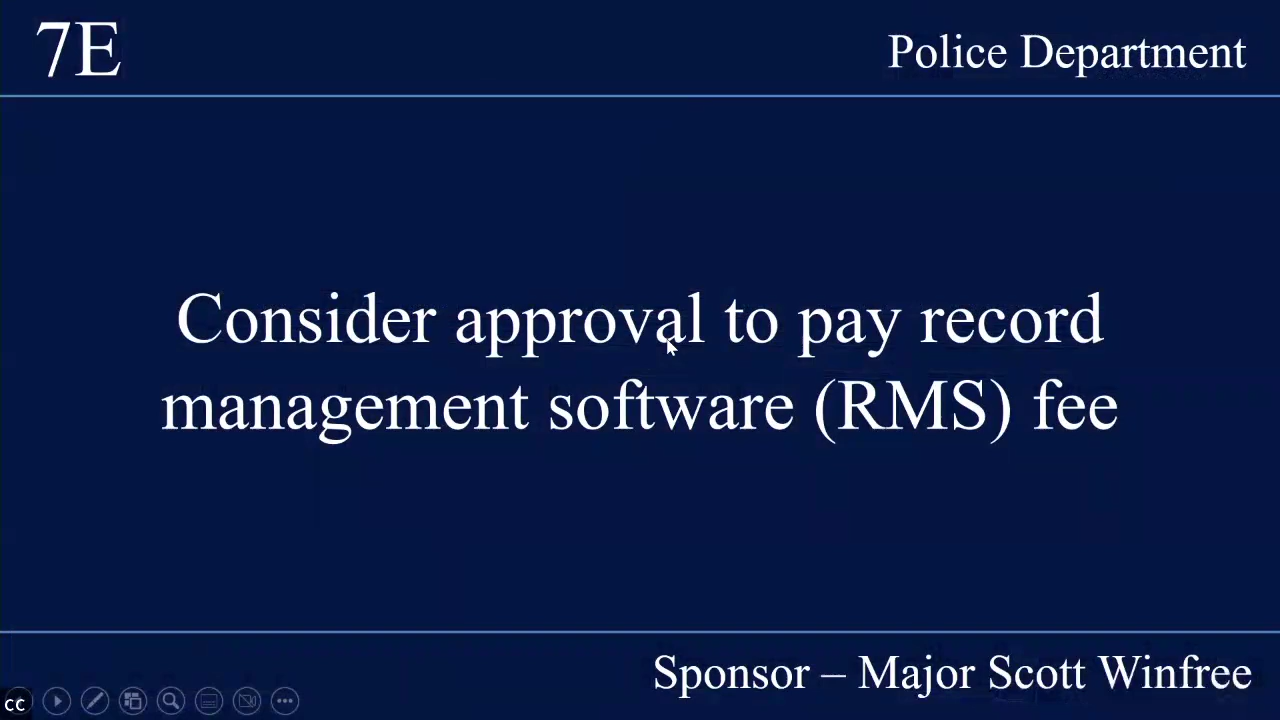 7E
Police Department
Consider approval to pay record
management software (RMS) fee
Sponsor – Major Scott Winfree
cc